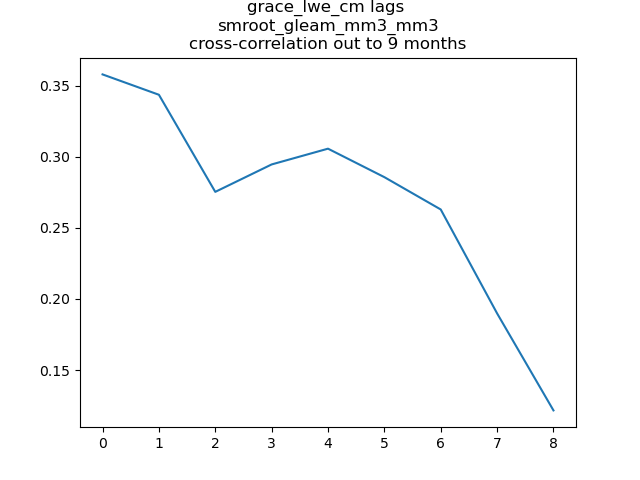 grace_lwe_cm lags
smroot_gleam_mm3_mm3
cross-correlation out to 9 months
0.35
0.30
0.25
0.20
0.15
0 1 2 3 4 5 6 7 8